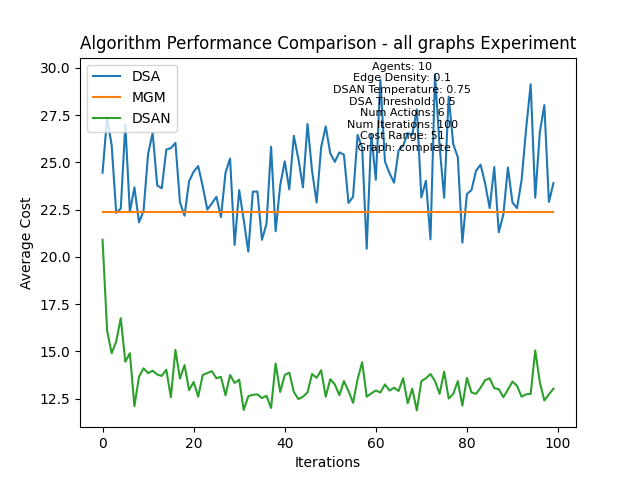 Algorithm Performance Comparison - all graphs Experiment
DSA
MGM
DSAN
Agents: 10
Edge Density: 0.1
DSAN Temperature: 0.75
DSA Threshold: 0.5
Num Actions: 6
Num Iterations: 100
Cost Range: 51
Graph: complete
30.0
27.5
25.0
22.5
20.0
17.5
15.0
12.5
Average Cost
0
20
40
60
80
100
Iterations